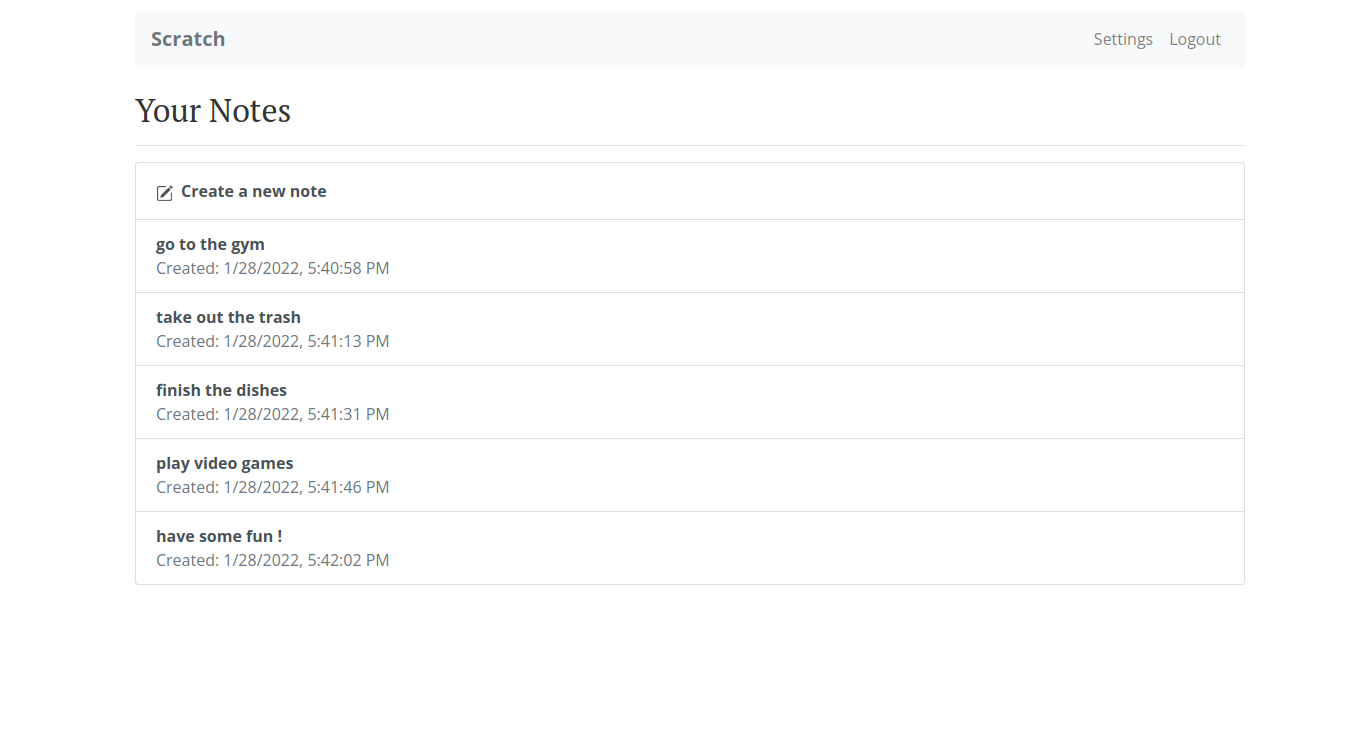 Scratch
Settings Logout
Your Notes
Create a new note
go to the gym
Created: 1/28/2022, 5:40:58 PM
take out the trash
Created: 1/28/2022, 5:41:13 PM
finish the dishes
Created: 1/28/2022, 5:41:31 PM
play video games
Created: 1/28/2022, 5:41:46 PM
have some fun !
Created: 1/28/2022, 5:42:02 PM